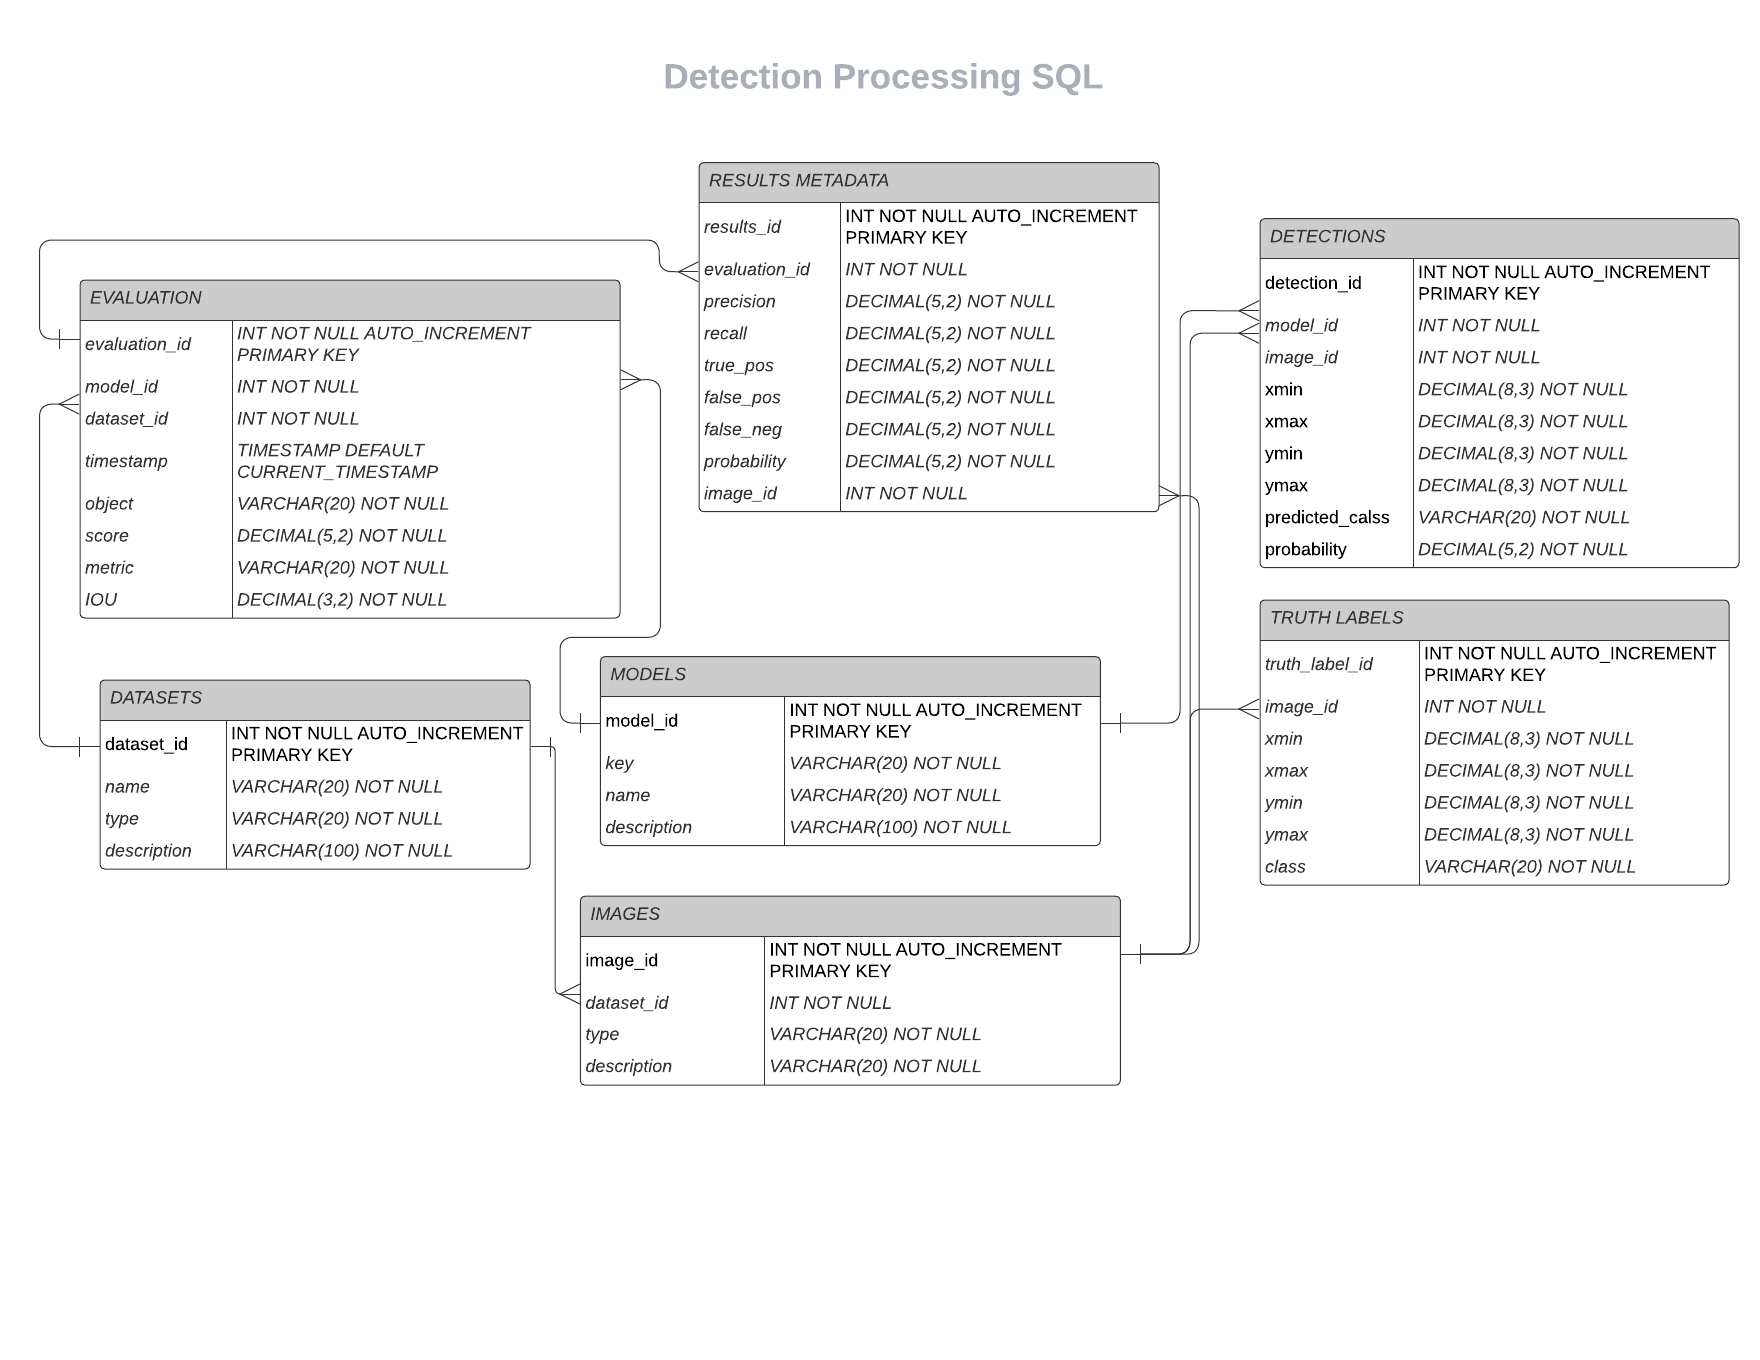 Detection Processing SQL
RESULTS METADATA
results_id INT NOT NULL AUTO_INCREMENT
PRIMARY KEY
evaluation_id INT NOT NULL
precision DECIMAL(5,2) NOT NULL
recall DECIMAL(5,2) NOT NULL
true_pos DECIMAL(5,2) NOT NULL
false_pos DECIMAL(5,2) NOT NULL
false_neg DECIMAL(5,2) NOT NULL
probability DECIMAL(5,2) NOT NULL
image_id INT NOT NULL
DETECTIONS
detection_id INT NOT NULL AUTO_INCREMENT
PRIMARY KEY
model_id INT NOT NULL
image_id INT NOT NULL
xmin DECIMAL(8,3) NOT NULL
xmax DECIMAL(8,3) NOT NULL
ymin DECIMAL(8,3) NOT NULL
ymax DECIMAL(8,3) NOT NULL
predicted_calss VARCHAR(20) NOT NULL
probability DECIMAL(5,2) NOT NULL
EVALUATION
evaluation_id INT NOT NULL AUTO_INCREMENT
PRIMARY KEY
model_id INT NOT NULL
dataset_id INT NOT NULL
timestamp TIMESTAMP DEFAULT
CURRENT_TIMESTAMP
object VARCHAR(20) NOT NULL
score DECIMAL(5,2) NOT NULL
metric VARCHAR(20) NOT NULL
IOU DECIMAL(3,2) NOT NULL
TRUTH LABELS
truth_label_id INT NOT NULL AUTO_INCREMENT
PRIMARY KEY
image_id INT NOT NULL
xmin DECIMAL(8,3) NOT NULL
xmax DECIMAL(8,3) NOT NULL
ymin DECIMAL(8,3) NOT NULL
ymax DECIMAL(8,3) NOT NULL
class VARCHAR(20) NOT NULL
MODELS
model_id INT NOT NULL AUTO_INCREMENT
PRIMARY KEY
key VARCHAR(20) NOT NULL
name VARCHAR(20) NOT NULL
description VARCHAR(100) NOT NULL
DATASETS
dataset_id INT NOT NULL AUTO_INCREMENT
PRIMARY KEY
name VARCHAR(20) NOT NULL
type VARCHAR(20) NOT NULL
description VARCHAR(100) NOT NULL
IMAGES
image_id INT NOT NULL AUTO_INCREMENT
PRIMARY KEY
dataset_id INT NOT NULL
type VARCHAR(20) NOT NULL
description VARCHAR(20) NOT NULL